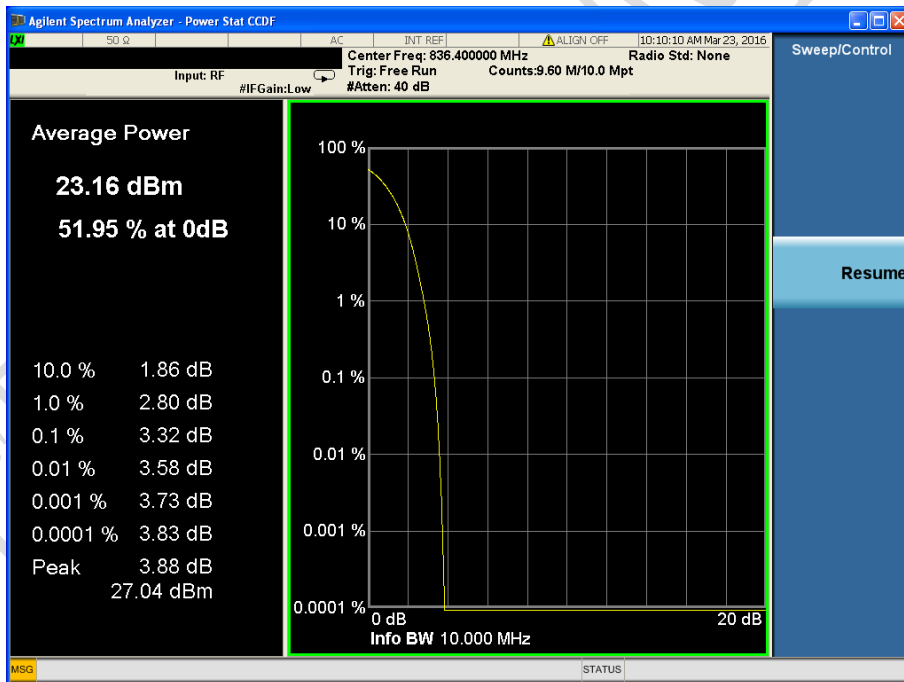 Agilent Spectrum Analyzer - Power Stat CCDF
LXI 50 Ω AC INT REF ALIGN OFF 10:10:10 AM Mar 23, 2016
Center Freq: 836.400000 MHz Radio Std: None
Input: RF Trig: Free Run Counts:9.60 M/10.0 Mpt
#IFGain:Low #Atten: 40 dB
Sweep/Control
Resume
Average Power
23.16 dBm
51.95 % at 0dB
10.0 % 1.86 dB
1.0 % 2.80 dB
0.1 % 3.32 dB
0.01 % 3.58 dB
0.001 % 3.73 dB
0.0001 % 3.83 dB
Peak 3.88 dB
27.04 dBm
100 %
10 %
1 %
0.1 %
0.01 %
0.001 %
0.0001 %
0 dB 20 dB
Info BW 10.000 MHz
MSG STATUS